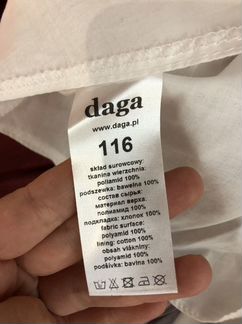 daga
www.daga.pl
116
skład surowcowy:
tkanina wierzchnia:
poliamid 100%
podszewka: bawełna 100%
состав сырья:
материал верха:
полиамид 100%
подкладка: хлопок 100%
fabric surface:
polyamid 100%
lining: cotton 100%
obsah vlákniny:
polyamid 100%
podšívka: bavlna 100%